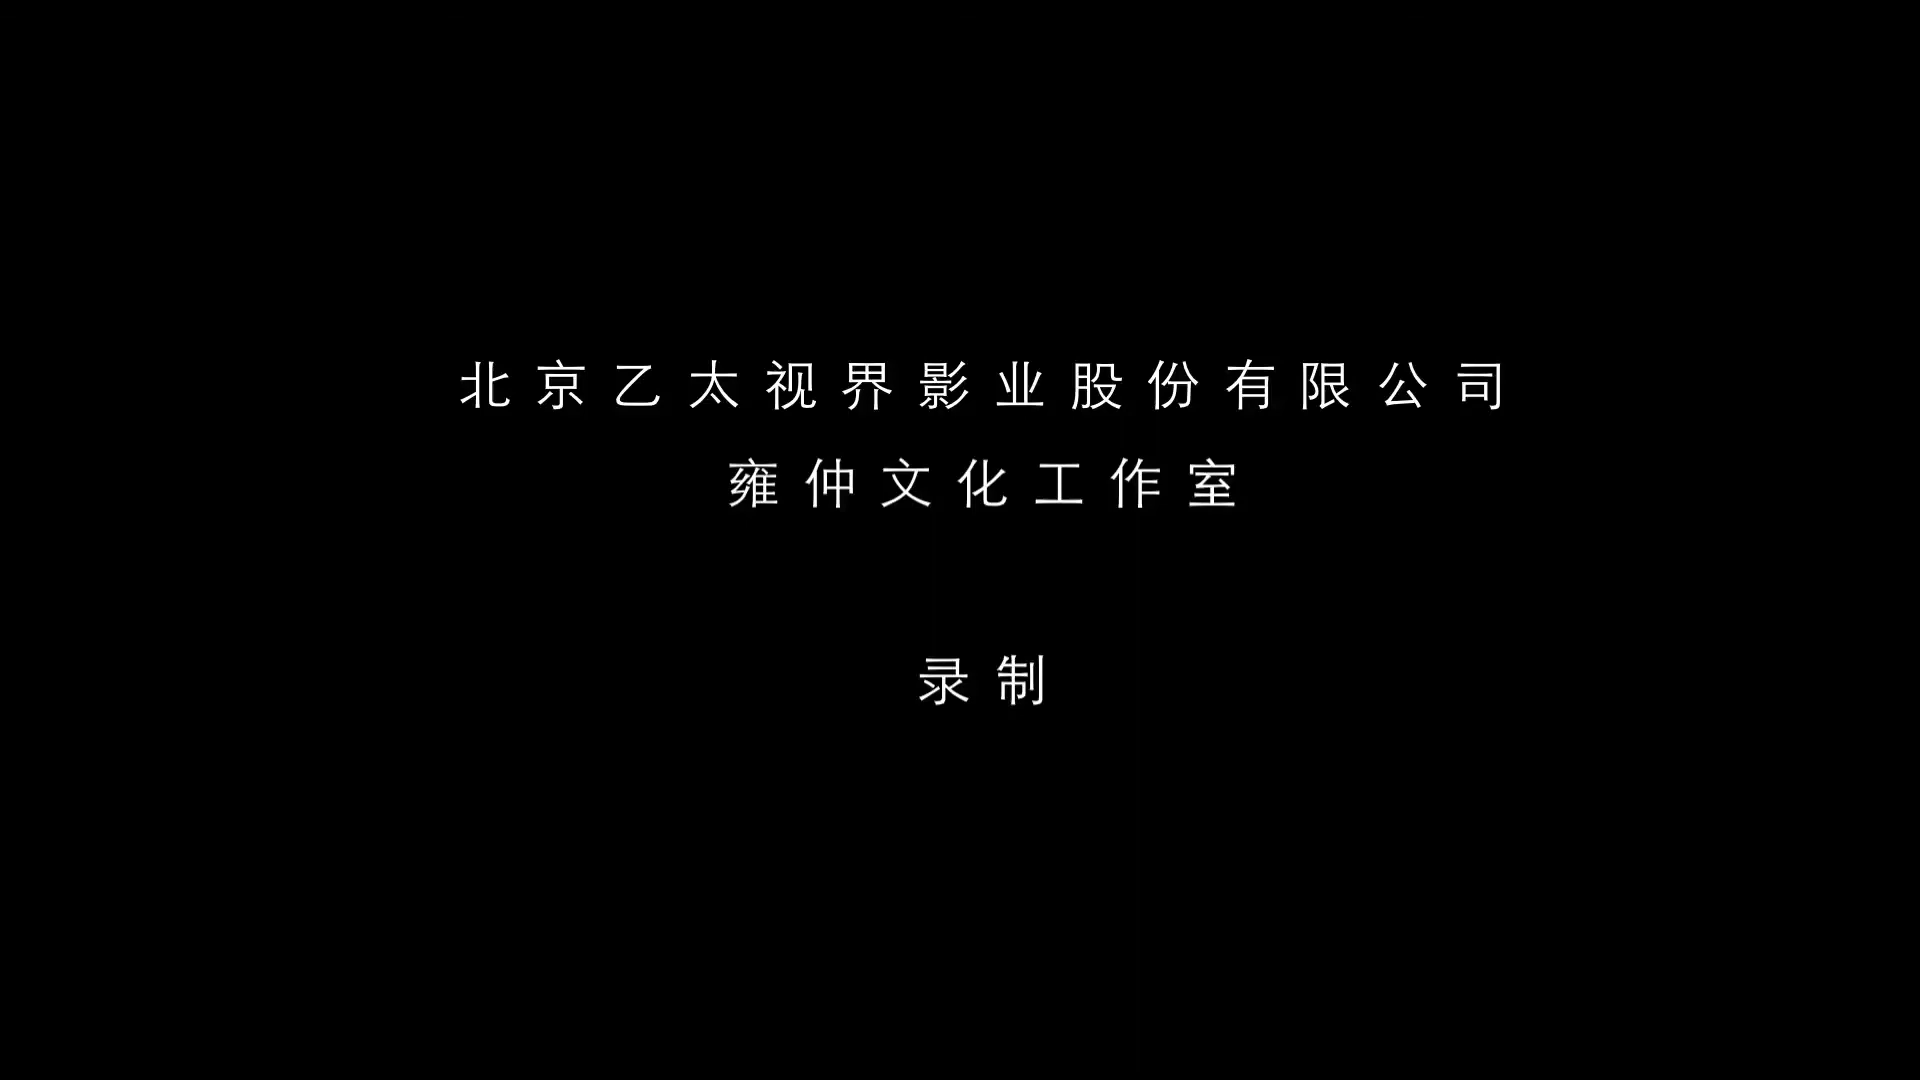 北京乙太视界影业股份有限公司
雍仲文化工作室
录制